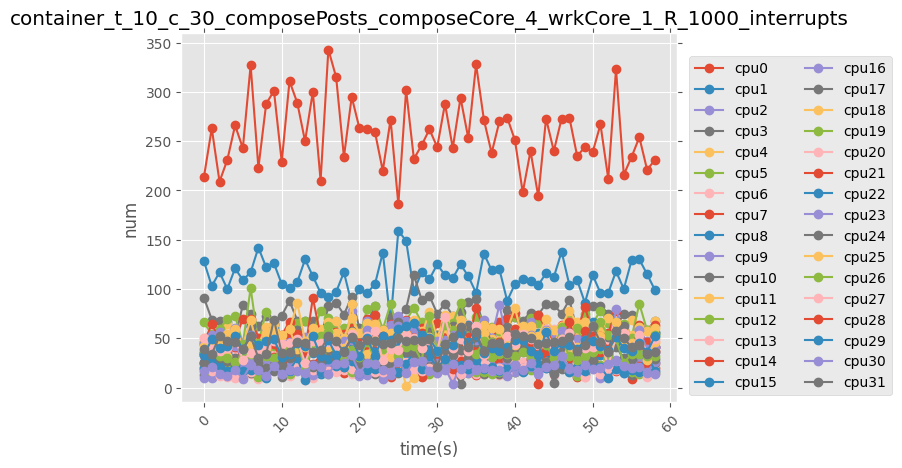 container_t_10_c_30_composePosts_composeCore_4_wrkCore_1_R_1000_interrupts
350
300
250
200
150
100
50
0
num
0 10 20 30 40 50 60
time(s)
cpu0 cpu16
cpu1 cpu17
cpu2 cpu18
cpu3 cpu19
cpu4 cpu20
cpu5 cpu21
cpu6 cpu22
cpu7 cpu23
cpu8 cpu24
cpu9 cpu25
cpu10 cpu26
cpu11 cpu27
cpu12 cpu28
cpu13 cpu29
cpu14 cpu30
cpu15 cpu31